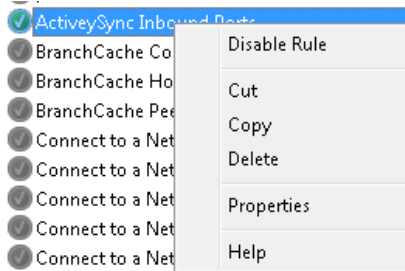 ActiveySync Inbound Ports
BranchCache Co
BranchCache Ho
BranchCache Pee
Connect to a Net
Connect to a Net
Connect to a Net
Connect to a Net
Connect to a Net
Disable Rule
Cut
Copy
Delete
Properties
Help